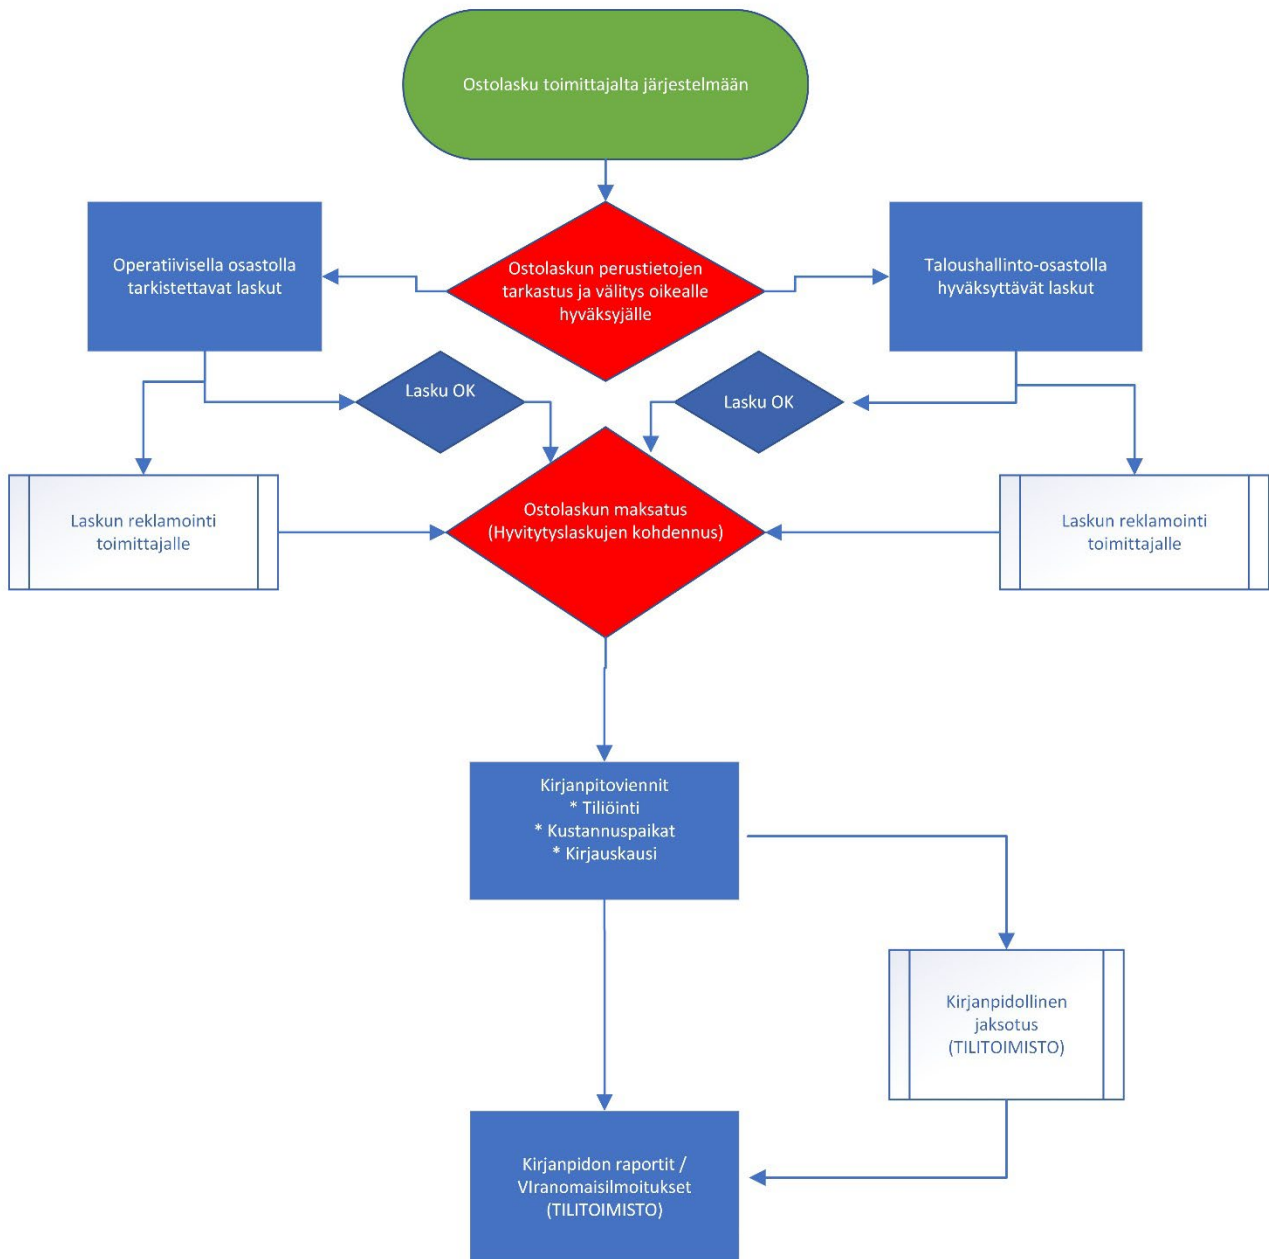 Ostolasku toimittajalta järjestelmään
Operatiivisella osastolla
tarkistettavat laskut
Ostolaskun perustietojen
tarkastus ja välitys oikealle
hyväksyjälle
Taloushallinto-osastolla
hyväksyttävät laskut
Lasku OK
Lasku OK
Laskun reklamointi
toimittajalle
Ostolaskun maksatus
(Hyvitytyslaskujen kohdennus)
Laskun reklamointi
toimittajalle
Kirjanpitoviennit
* Tiliöinti
* Kustannuspaikat
* Kirjauskausi
Kirjanpidollinen
jaksotus
(TILITOIMISTO)
Kirjanpidon raportit /
VIranomaisilmoitukset
(TILITOIMISTO)